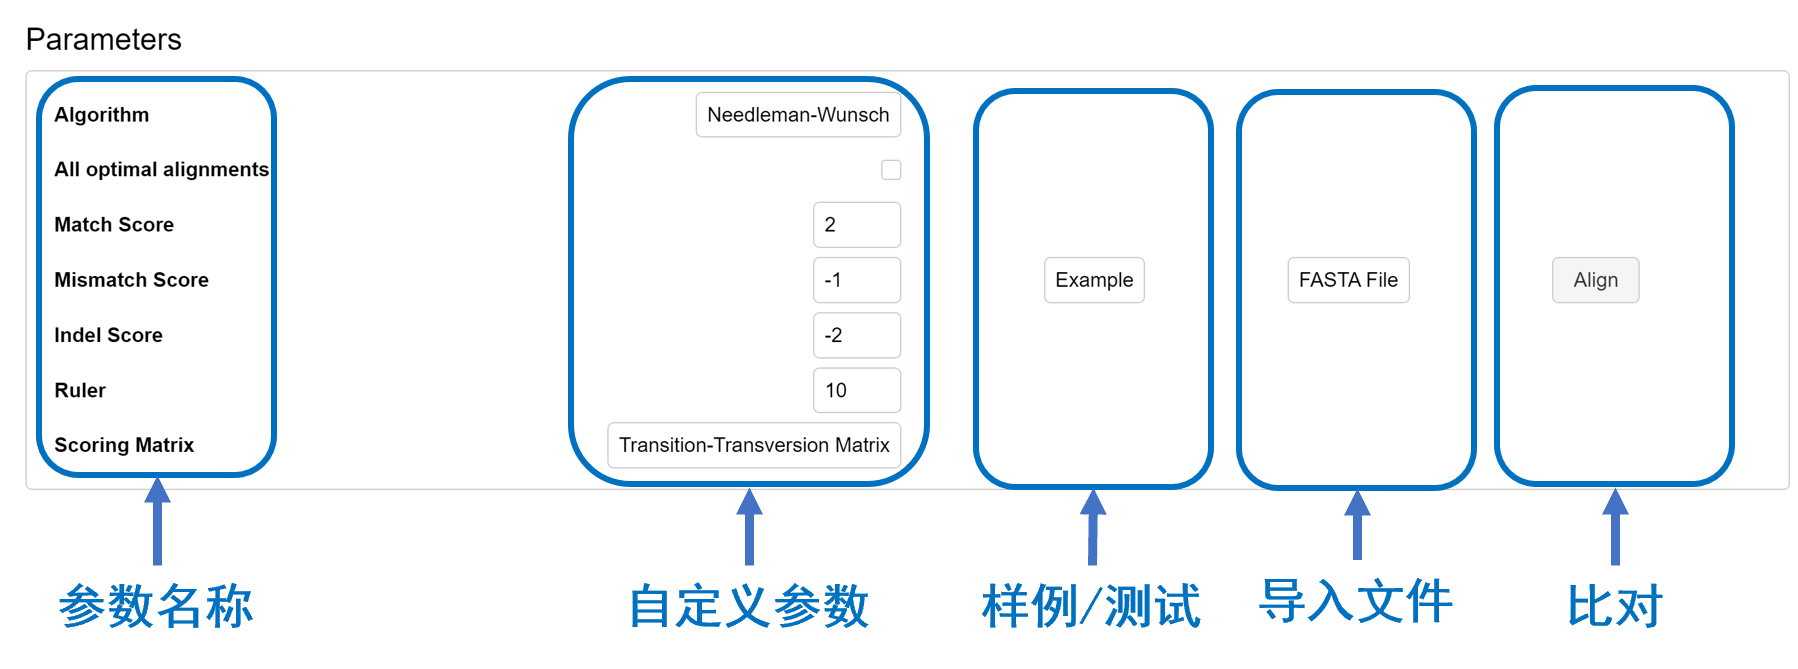 Parameters
Algorithm
Needleman-Wunsch
All optimal alignments
Match Score
2
Mismatch Score
-1
Example
FASTA File
Align
Indel Score
-2
Ruler
10
Scoring Matrix
Transition-Transversion Matrix
参数名称
自定义参数
样例/测试
导入文件
比对